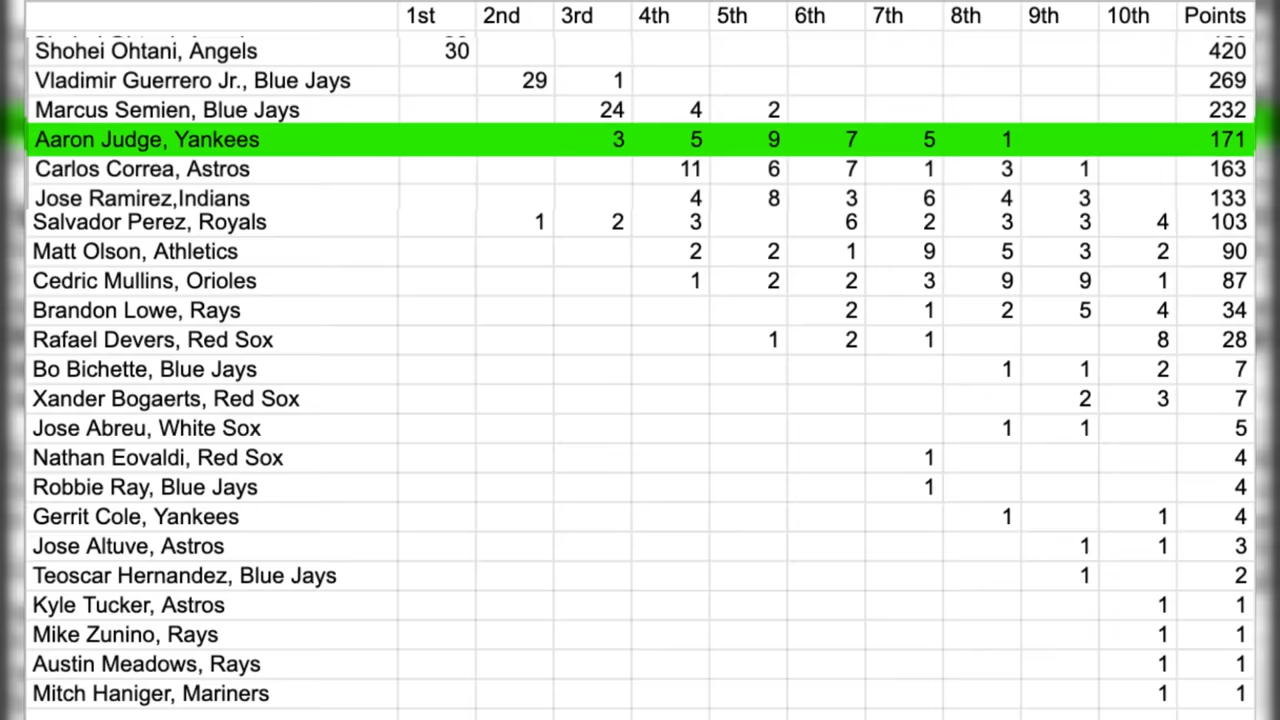 1st 2nd 3rd 4th 5th 6th 7th 8th 9th 10th Points
Shohei Ohtani, Angels 30 420
Vladimir Guerrero Jr., Blue Jays 29 1 269
Marcus Semien, Blue Jays 24 4 2 232
Aaron Judge, Yankees 3 5 9 7 5 1 171
Carlos Correa, Astros 11 6 7 1 3 1 163
Jose Ramirez,Indians 4 8 3 6 4 3 133
Salvador Perez, Royals 1 2 3 6 2 3 3 4 103
Matt Olson, Athletics 2 2 1 9 5 3 2 90
Cedric Mullins, Orioles 1 2 2 3 9 9 1 87
Brandon Lowe, Rays 2 1 2 5 4 34
Rafael Devers, Red Sox 1 2 1 8 28
Bo Bichette, Blue Jays 1 1 2 7
Xander Bogaerts, Red Sox 2 3 7
Jose Abreu, White Sox 1 1 5
Nathan Eovaldi, Red Sox 1 4
Robbie Ray, Blue Jays 1 4
Gerrit Cole, Yankees 1 1 4
Jose Altuve, Astros 1 1 3
Teoscar Hernandez, Blue Jays 1 2
Kyle Tucker, Astros 1 1
Mike Zunino, Rays 1 1
Austin Meadows, Rays 1 1
Mitch Haniger, Mariners 1 1